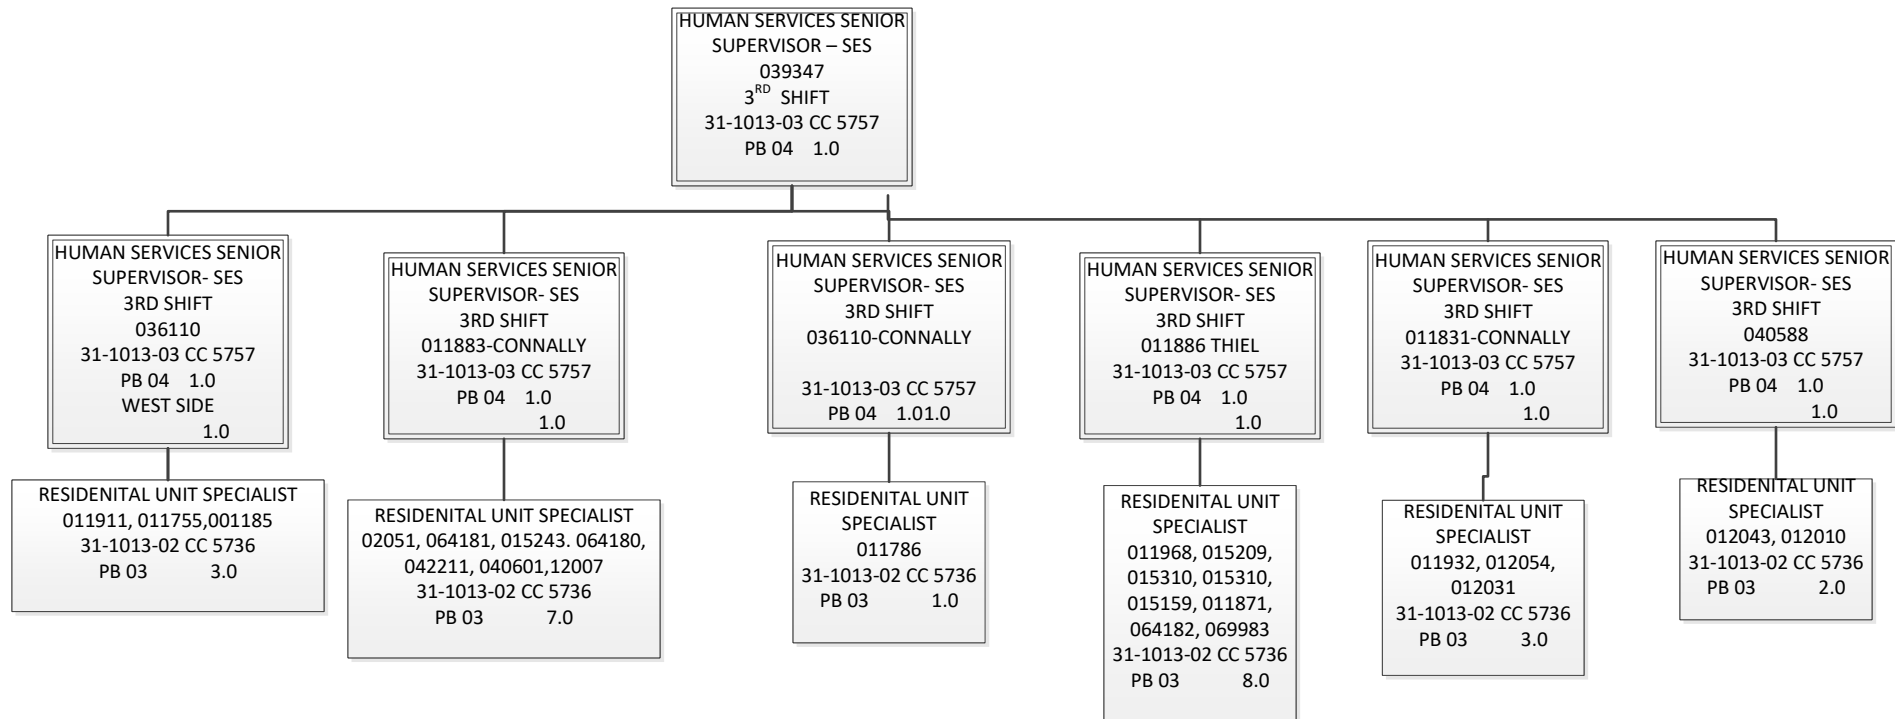 HUMAN SERVICES SENIOR
SUPERVISOR – SES
039347
3RD SHIFT
31-1013-03 CC 5757
PB 04 1.0
HUMAN SERVICES SENIOR
SUPERVISOR- SES
3RD SHIFT
036110
31-1013-03 CC 5757
PB 04 1.0
WEST SIDE
1.0
HUMAN SERVICES SENIOR
SUPERVISOR- SES
3RD SHIFT
011883-CONNALLY
31-1013-03 CC 5757
PB 04 1.0
1.0
HUMAN SERVICES SENIOR
SUPERVISOR- SES
3RD SHIFT
036110-CONNALLY
31-1013-03 CC 5757
PB 04 1.01.0
HUMAN SERVICES SENIOR
SUPERVISOR- SES
3RD SHIFT
011886 THIEL
31-1013-03 CC 5757
PB 04 1.0
1.0
HUMAN SERVICES SENIOR
SUPERVISOR- SES
3RD SHIFT
011831-CONNALLY
31-1013-03 CC 5757
PB 04 1.0
1.0
HUMAN SERVICES SENIOR
SUPERVISOR- SES
3RD SHIFT
040588
31-1013-03 CC 5757
PB 04 1.0
1.0
RESIDENITAL UNIT SPECIALIST
011911, 011755,001185
31-1013-02 CC 5736
PB 03 3.0
RESIDENITAL UNIT SPECIALIST
02051, 064181, 015243. 064180,
042211, 040601,12007
31-1013-02 CC 5736
PB 03 7.0
RESIDENITAL UNIT
SPECIALIST
011786
31-1013-02 CC 5736
PB 03 1.0
RESIDENITAL UNIT
SPECIALIST
011968, 015209,
015310, 015310,
015159, 011871,
064182, 069983
31-1013-02 CC 5736
PB 03 8.0
RESIDENITAL UNIT
SPECIALIST
011932, 012054,
012031
31-1013-02 CC 5736
PB 03 3.0
RESIDENITAL UNIT
SPECIALIST
012043, 012010
31-1013-02 CC 5736
PB 03 2.0